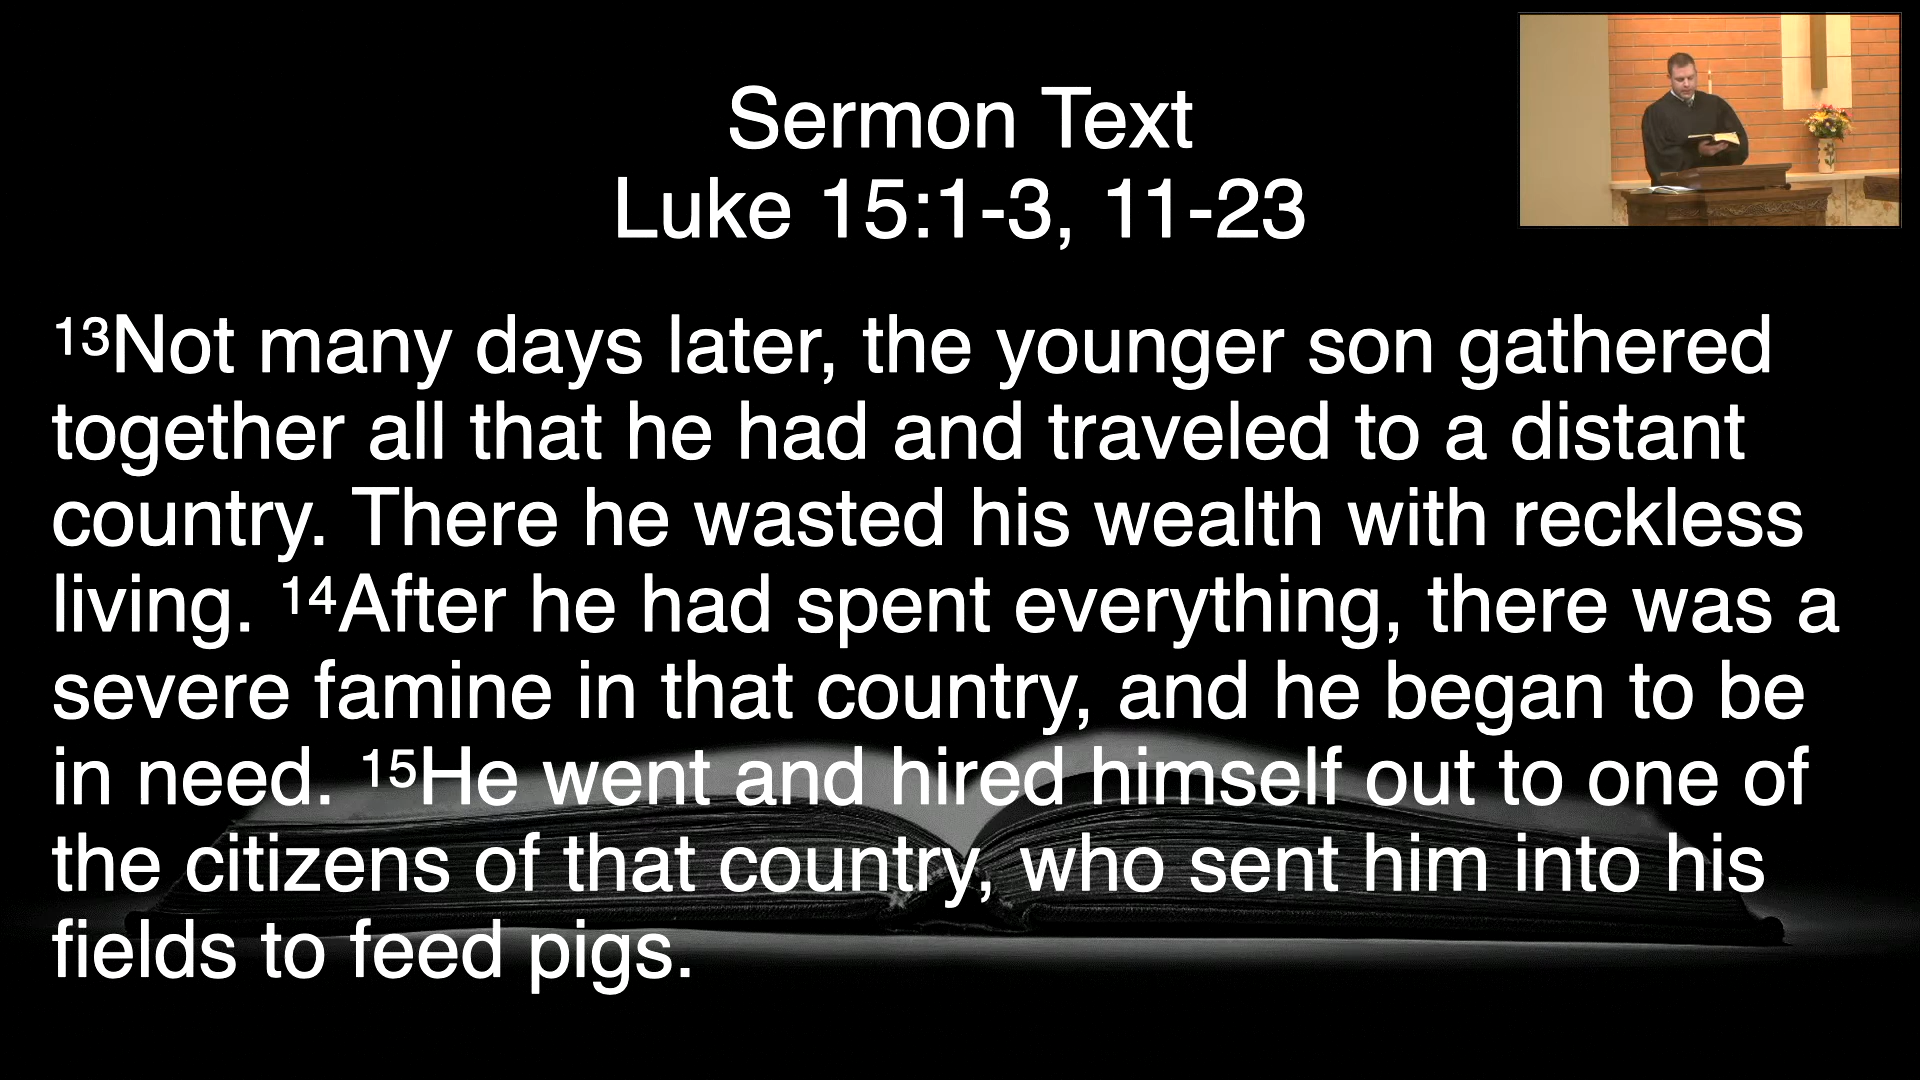 Sermon Text
Luke 15:1-3, 11-23
¹³Not many days later, the younger son gathered
together all that he had and traveled to a distant
country. There he wasted his wealth with reckless
living. ¹⁴After he had spent everything, there was a
severe famine in that country, and he began to be
in need. ¹⁵He went and hired himself out to one of
the citizens of that country, who sent him into his
fields to feed pigs.